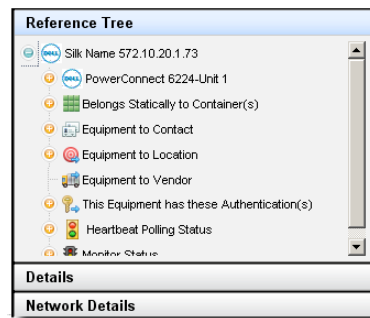 Reference Tree
Silk Name 572.10.20.1.73
PowerConnect 6224-Unit 1
Belongs Statically to Container(s)
Equipment to Contact
Equipment to Location
Equipment to Vendor
This Equipment has these Authentication(s)
Heartbeat Polling Status
Monitor Status
Details
Network Details